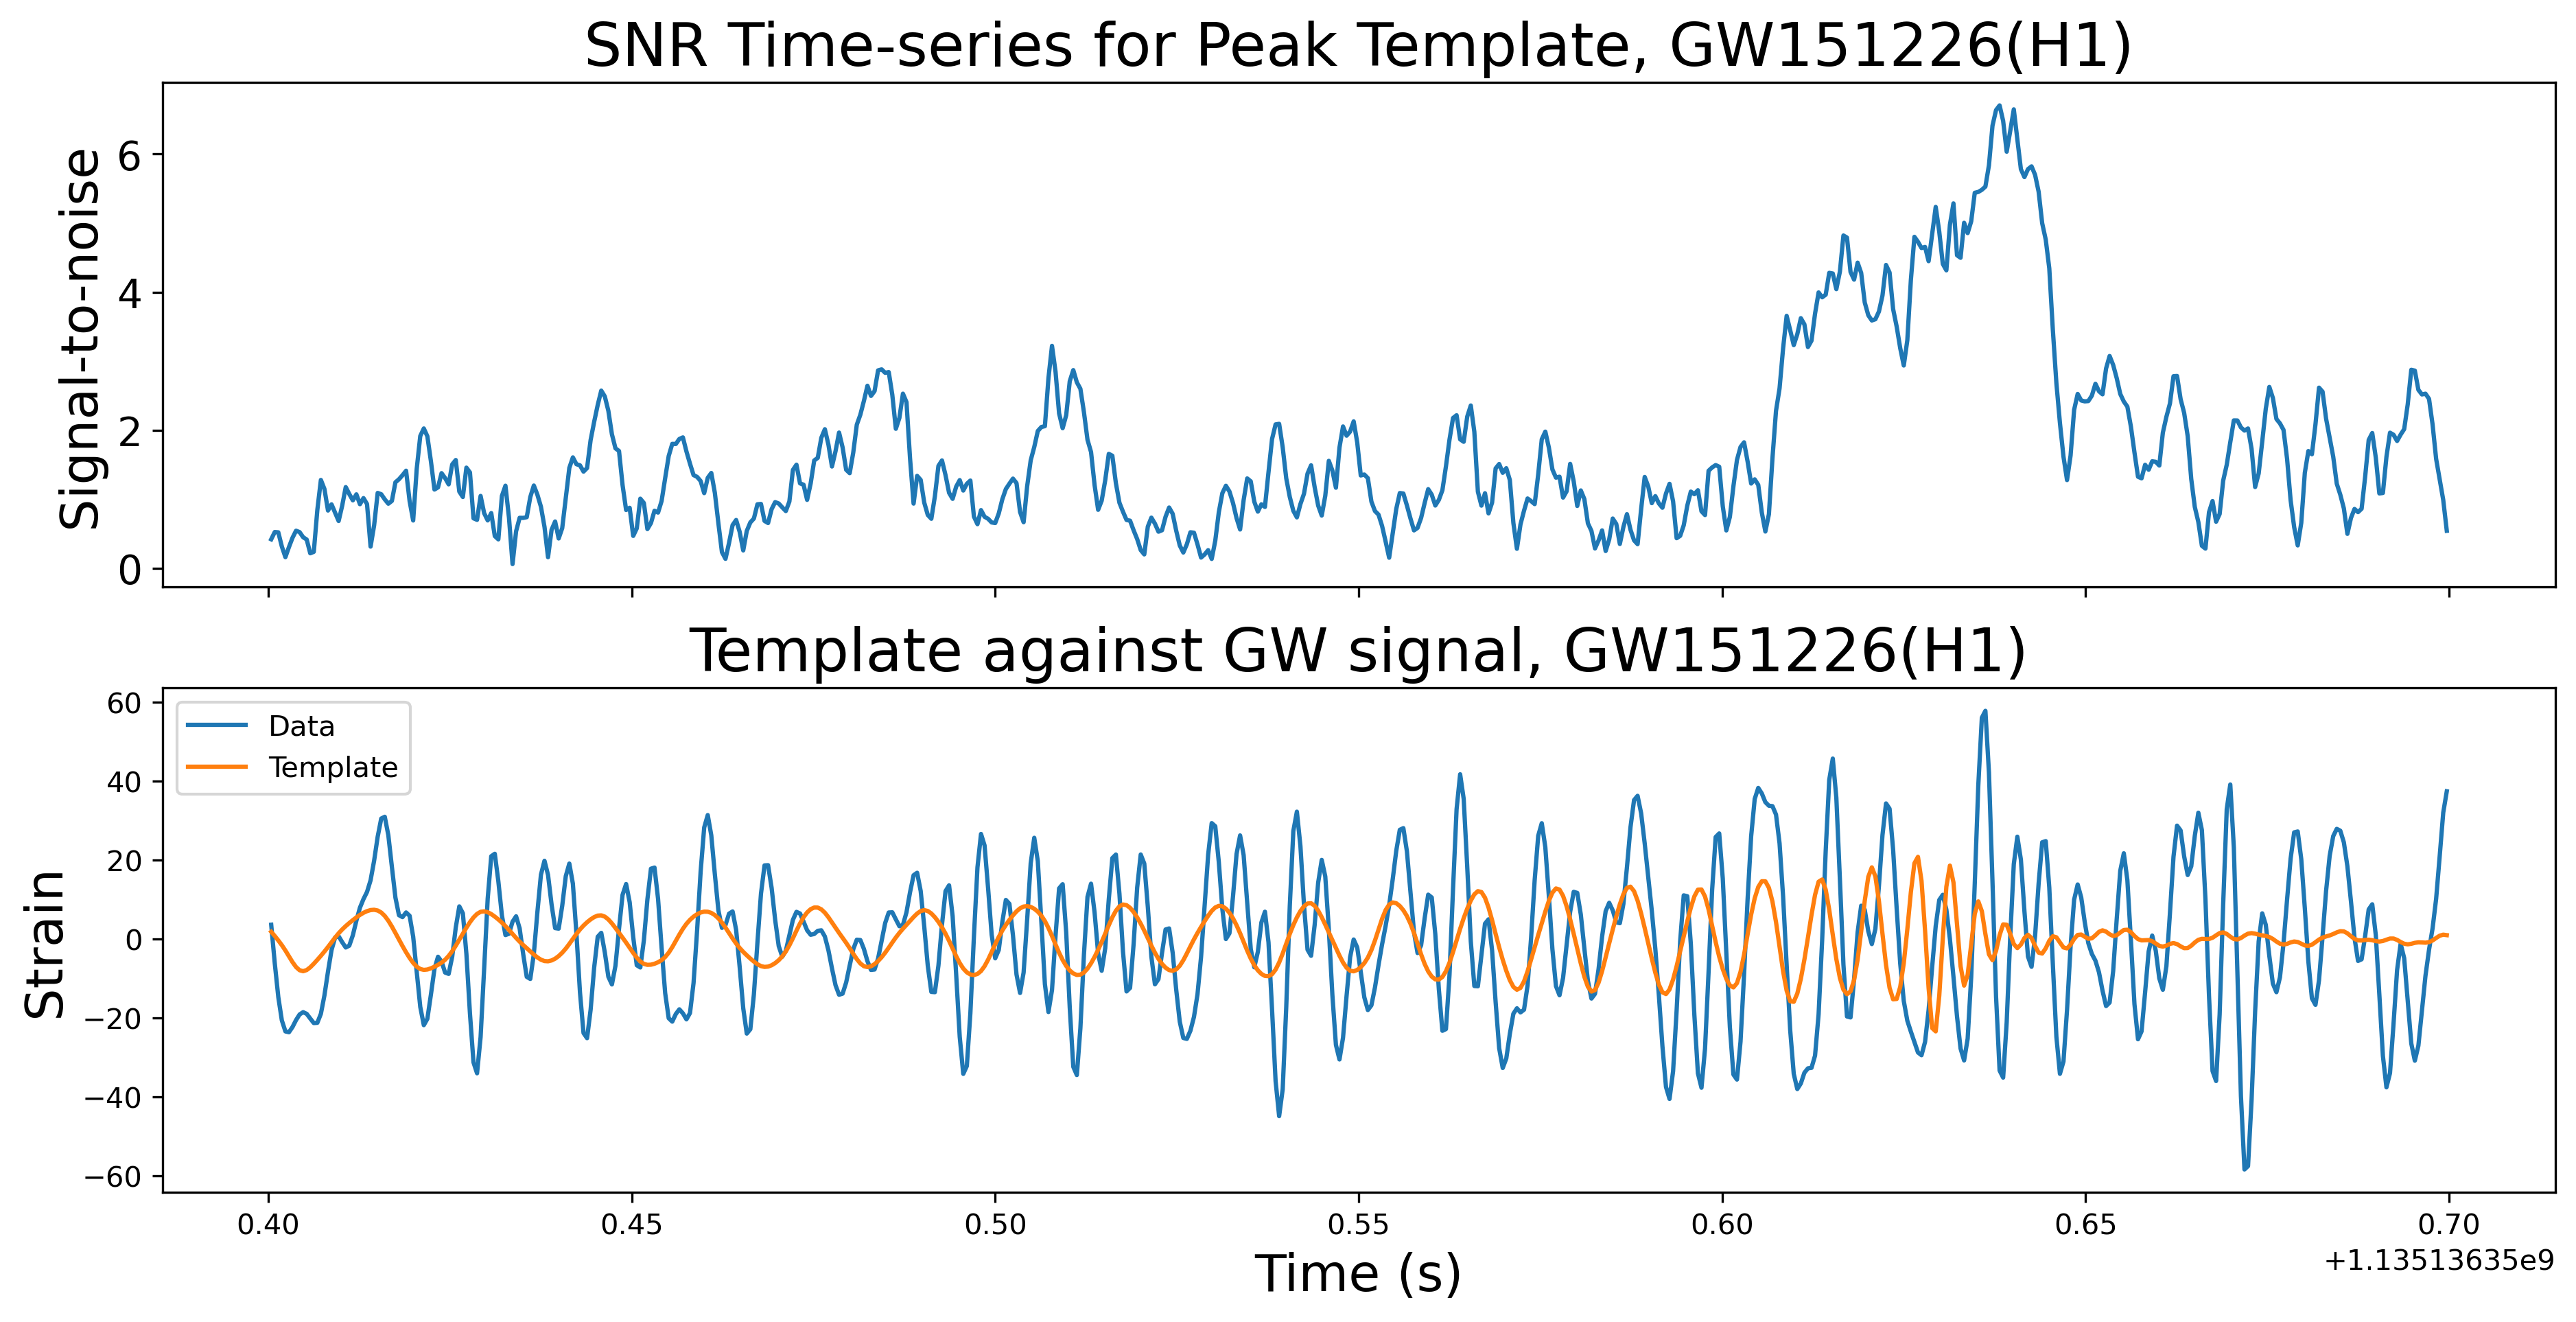 SNR Time-series for Peak Template, GW151226(H1)
Signal-to-noise
6
4
2
0
Template against GW signal, GW151226(H1)
Strain
60
40
20
0
−20
−40
−60
Data
Template
0.40 0.45 0.50 0.55 0.60 0.65 0.70
+1.13513635e9
Time (s)